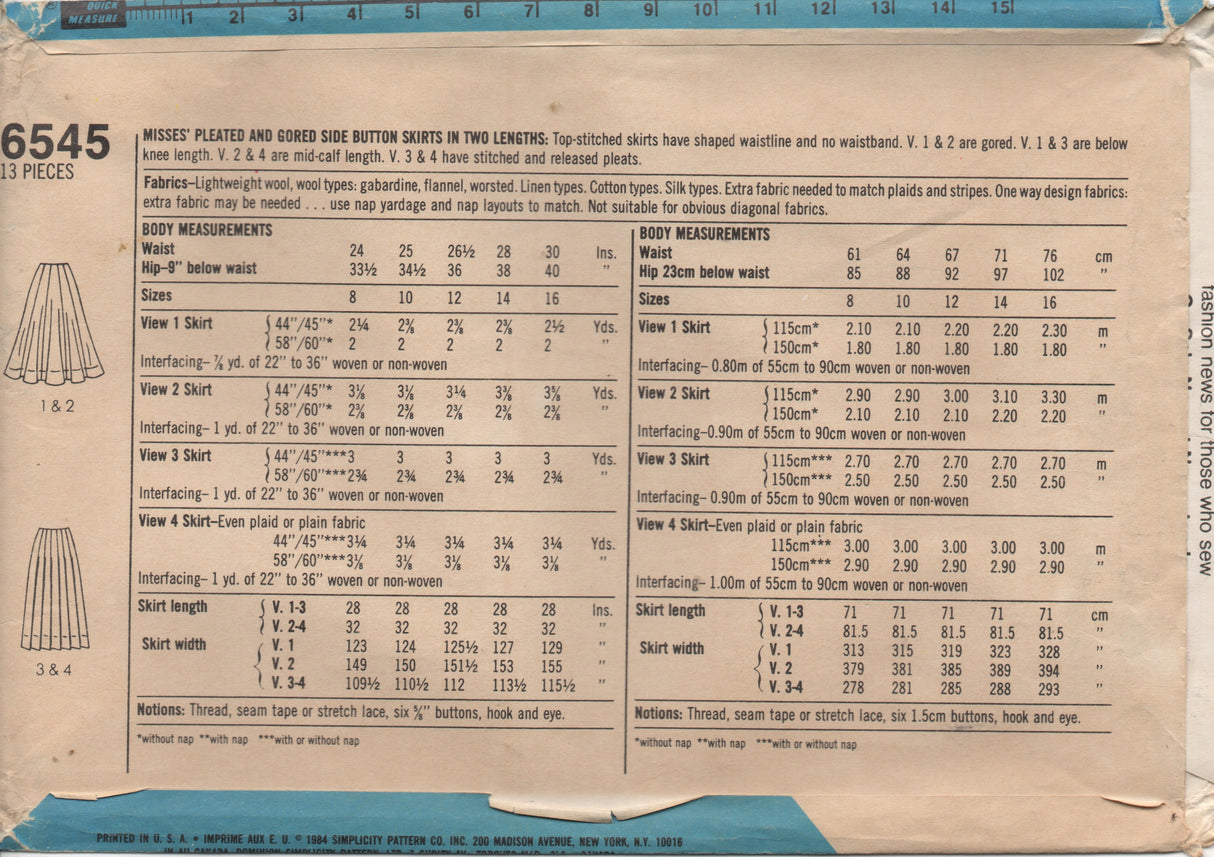 QUICK
MEASURE 1 2 3 4 5 6 7 8 9 10 11 12 13 14 15
6545
13 PIECES
MISSES' PLEATED AND GORED SIDE BUTTON SKIRTS IN TWO LENGTHS: Top-stitched skirts have shaped waistline and no waistband. V. 1 & 2 are gored. V. 1 & 3 are below
knee length. V. 2 & 4 are mid-calf length. V. 3 & 4 have stitched and released pleats.
Fabrics–Lightweight wool, wool types: gabardine, flannel, worsted. Linen types. Cotton types. Silk types. Extra fabric needed to match plaids and stripes. One way design fabrics:
extra fabric may be needed . . . use nap yardage and nap layouts to match. Not suitable for obvious diagonal fabrics.
BODY MEASUREMENTS
Waist 24 25 26½ 28 30 Ins.
Hip–9" below waist 33½ 34½ 36 38 40 "
Sizes 8 10 12 14 16
View 1 Skirt 44"/45"* 2¼ 2⅜ 2⅜ 2⅜ 2½ Yds.
58"/60"* 2 2 2 2 2 "
Interfacing– ⅞ yd. of 22" to 36" woven or non-woven
View 2 Skirt 44"/45"* 3⅛ 3⅛ 3¼ 3⅜ 3⅝ Yds.
58"/60"* 2⅜ 2⅜ 2⅜ 2⅜ 2⅜ "
Interfacing– 1 yd. of 22" to 36" woven or non-woven
View 3 Skirt 44"/45"***3 3 3 3 3 Yds.
58"/60"***2¾ 2¾ 2¾ 2¾ 2¾ "
Interfacing– 1 yd. of 22" to 36" woven or non-woven
View 4 Skirt–Even plaid or plain fabric
44"/45"***3¼ 3¼ 3¼ 3¼ 3¼ Yds.
58"/60"***3⅛ 3⅛ 3⅛ 3⅛ 3⅛ "
Interfacing– 1 yd. of 22" to 36" woven or non-woven
Skirt length V. 1-3 28 28 28 28 28 Ins.
V. 2-4 32 32 32 32 32 "
Skirt width V. 1 123 124 125½ 127 129 "
V. 2 149 150 151½ 153 155 "
V. 3-4 109½ 110½ 112 113½ 115½ "
Notions: Thread, seam tape or stretch lace, six ⅝" buttons, hook and eye.
*without nap **with nap ***with or without nap
BODY MEASUREMENTS
Waist 61 64 67 71 76 cm
Hip 23cm below waist 85 88 92 97 102 "
Sizes 8 10 12 14 16
View 1 Skirt 115cm* 2.10 2.10 2.20 2.20 2.30 m
150cm* 1.80 1.80 1.80 1.80 1.80 "
Interfacing– 0.80m of 55cm to 90cm woven or non-woven
View 2 Skirt 115cm* 2.90 2.90 3.00 3.10 3.30 m
150cm* 2.10 2.10 2.10 2.20 2.20 "
Interfacing–0.90m of 55cm to 90cm woven or non-woven
View 3 Skirt 115cm*** 2.70 2.70 2.70 2.70 2.70 m
150cm*** 2.50 2.50 2.50 2.50 2.50 "
Interfacing– 0.90m of 55cm to 90cm woven or non-woven
View 4 Skirt–Even plaid or plain fabric
115cm*** 3.00 3.00 3.00 3.00 3.00 m
150cm*** 2.90 2.90 2.90 2.90 2.90 "
Interfacing– 1.00m of 55cm to 90cm woven or non-woven
Skirt length V. 1-3 71 71 71 71 71 cm
V. 2-4 81.5 81.5 81.5 81.5 81.5 "
Skirt width V. 1 313 315 319 323 328 "
V. 2 379 381 385 389 394 "
V. 3-4 278 281 285 288 293 "
Notions: Thread, seam tape or stretch lace, six 1.5cm buttons, hook and eye.
*without nap **with nap ***with or without nap
1 & 2
3 & 4
fashion news for those who sew
PRINTED IN U. S. A. • IMPRIME AUX E. U. © 1984 SIMPLICITY PATTERN CO. INC. 200 MADISON AVENUE, NEW YORK, N.Y. 10016